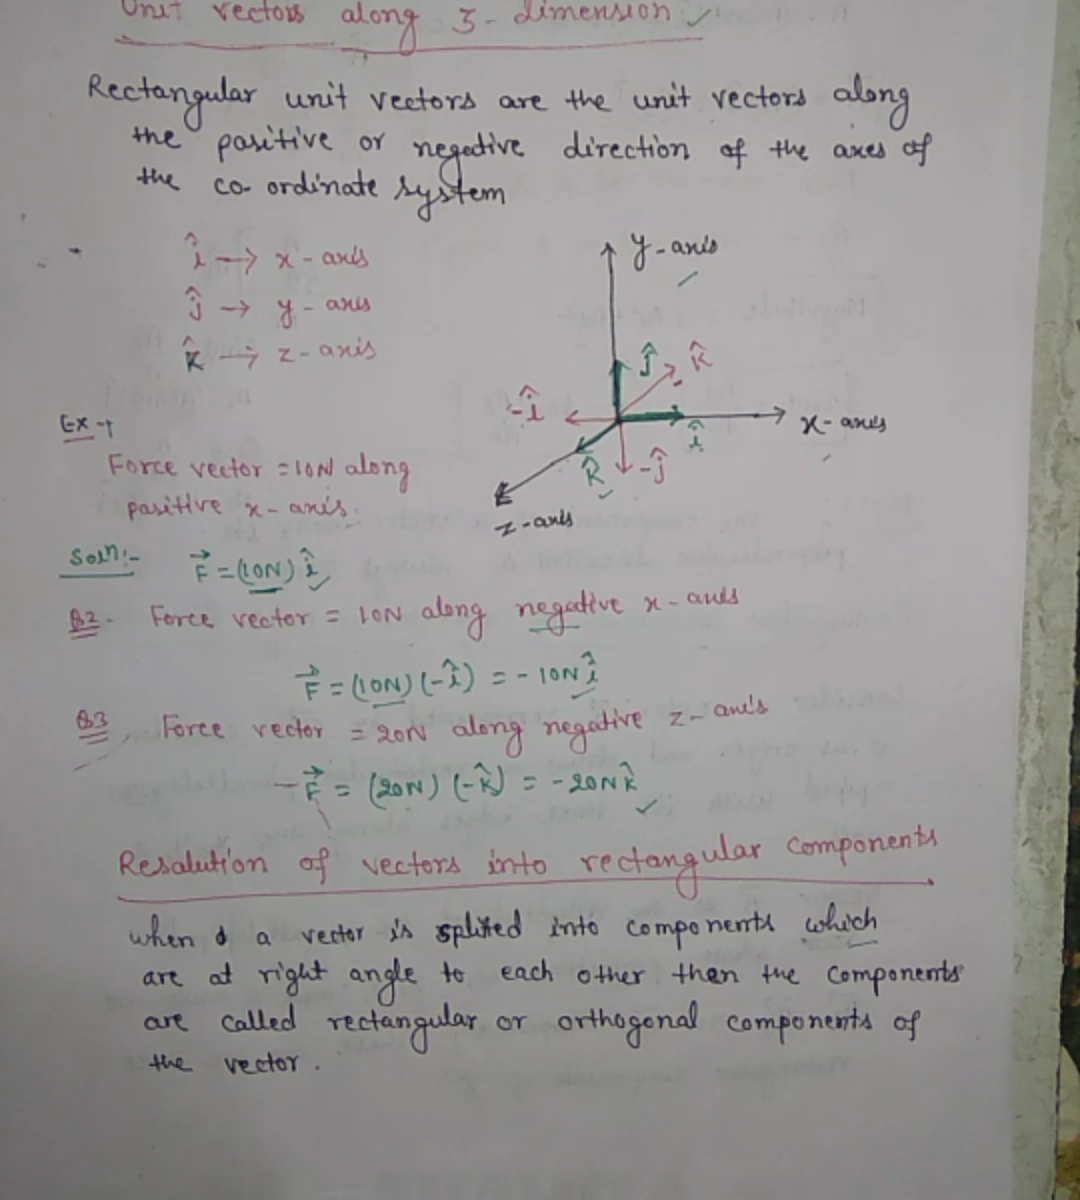 Unit vectors along 3-dimension
Rectangular unit vectors are the unit vectors along
the positive or negative direction of the axes of
the co-ordinate system
î → x-axis
ĵ → y-axis
k̂ → z-axis
y-axis
ĵ
k̂
-î
î
x-axis
k̂
-ĵ
z-axis
Ex-1
Force vector = 10N along
positive x-axis.
Soln:-
F⃗ = (10N) î
Q2. Force vector = 10N along negative x-axis
F⃗ = (10N) (-î) = -10N î
Q3 Force vector = 20N along negative z-axis
F⃗ = (20N) (-k̂) = -20N k̂
Resolution of vectors into rectangular components
when a vector is splited into components which
are at right angle to each other then the components
are called rectangular or orthogonal components of
the vector.